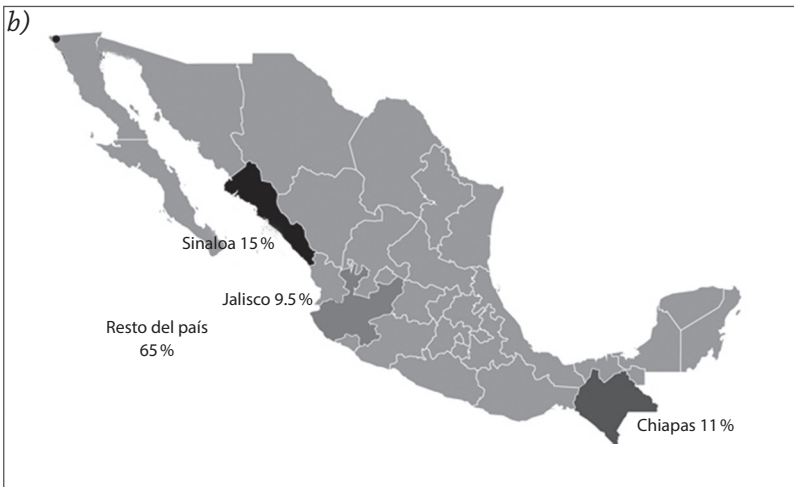 b)
Sinaloa 15 %
Jalisco 9.5 %
Resto del país
65 %
Chiapas 11 %